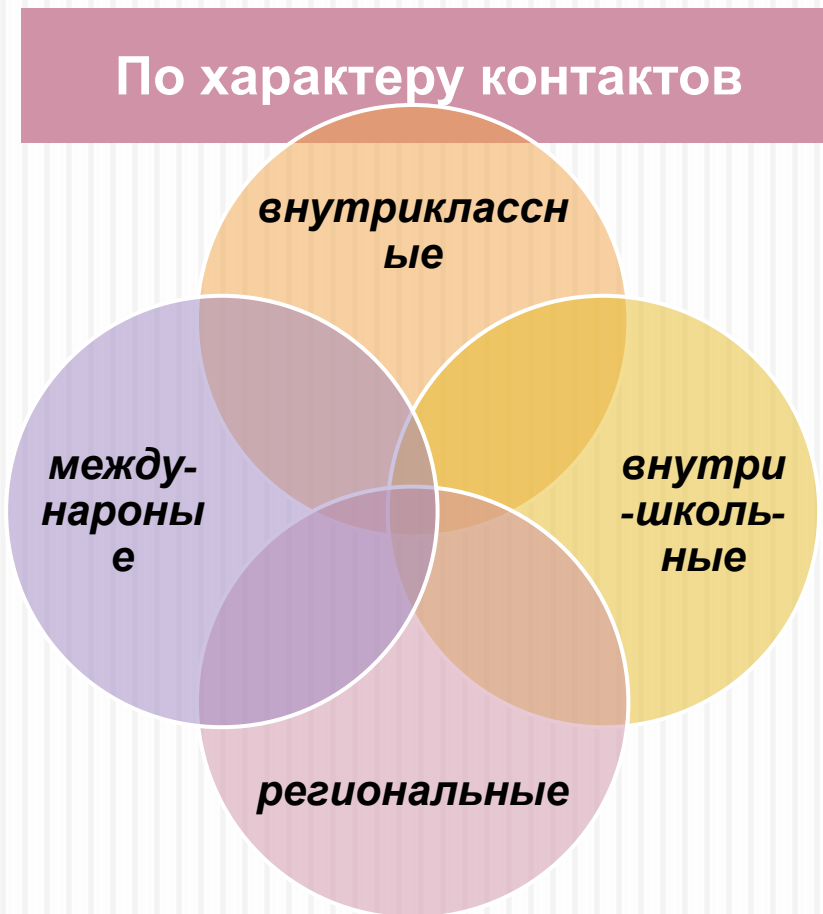 По характеру контактов
внутриклассн
ые
между-
нароны
е
внутри
-школь-
ные
региональные